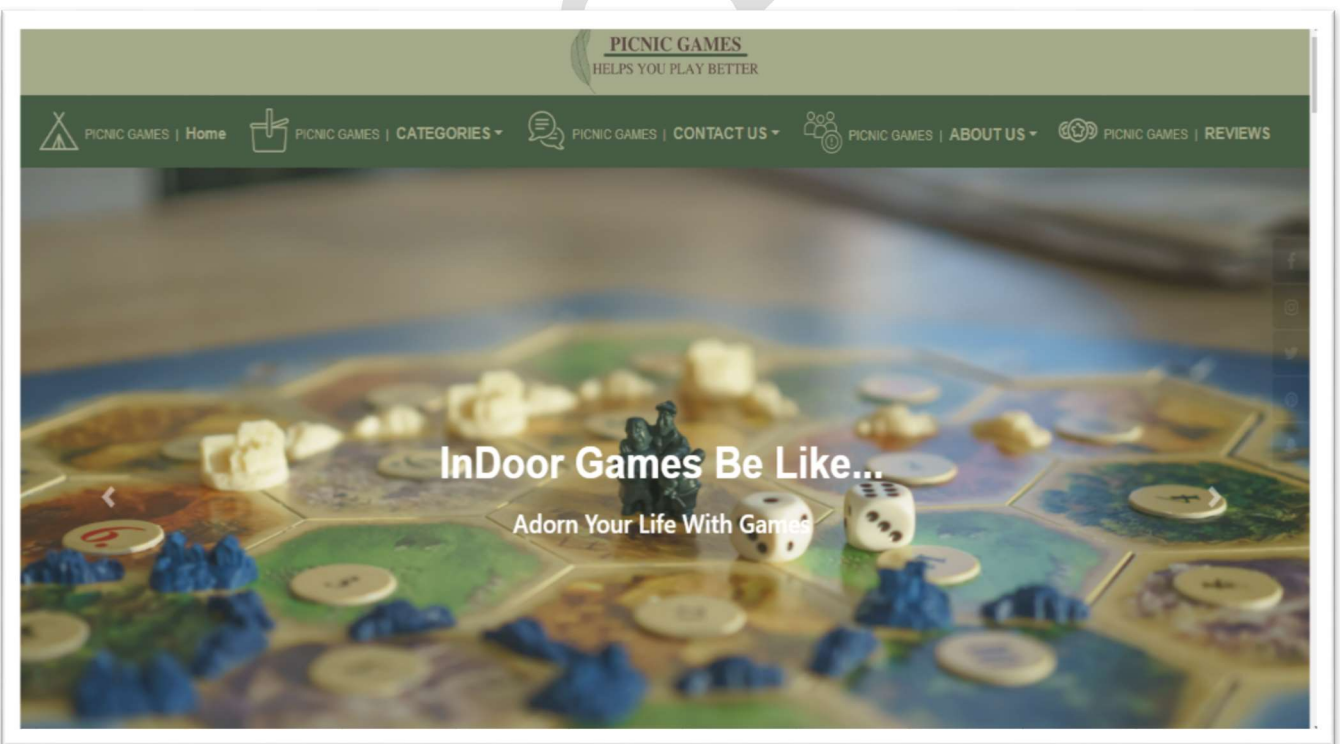 PICNIC GAMES
HELPS YOU PLAY BETTER
PICNIC GAMES | Home PICNIC GAMES | CATEGORIES PICNIC GAMES | CONTACT US PICNIC GAMES | ABOUT US PICNIC GAMES | REVIEWS
InDoor Games Be Like...
Adorn Your Life With Games